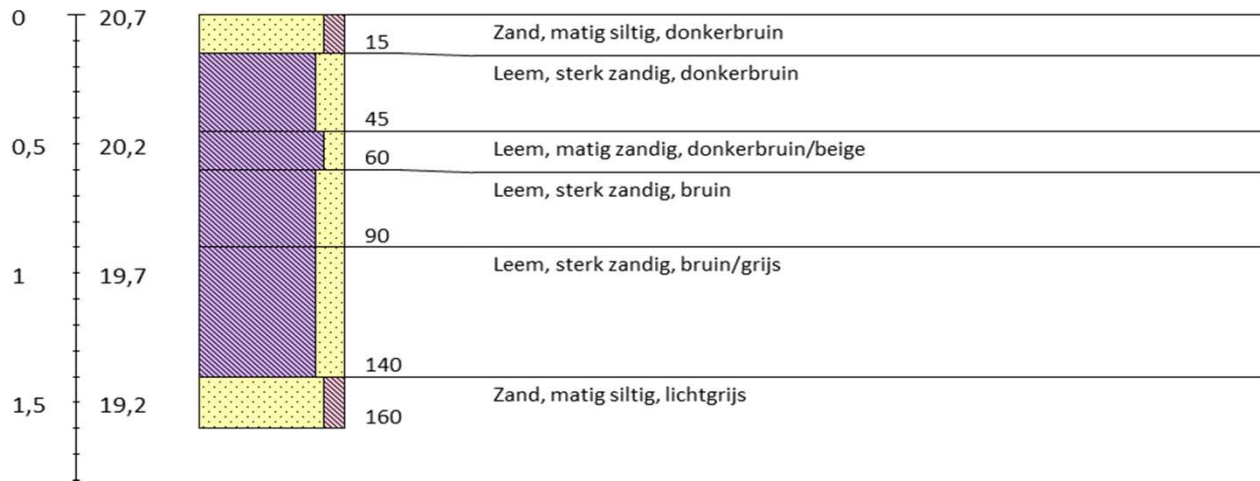 0 20,7
15 Zand, matig siltig, donkerbruin
Leem, sterk zandig, donkerbruin
45
0,5 20,2 Leem, matig zandig, donkerbruin/beige
60
Leem, sterk zandig, bruin
90
1 19,7 Leem, sterk zandig, bruin/grijs
140
1,5 19,2 Zand, matig siltig, lichtgrijs
160